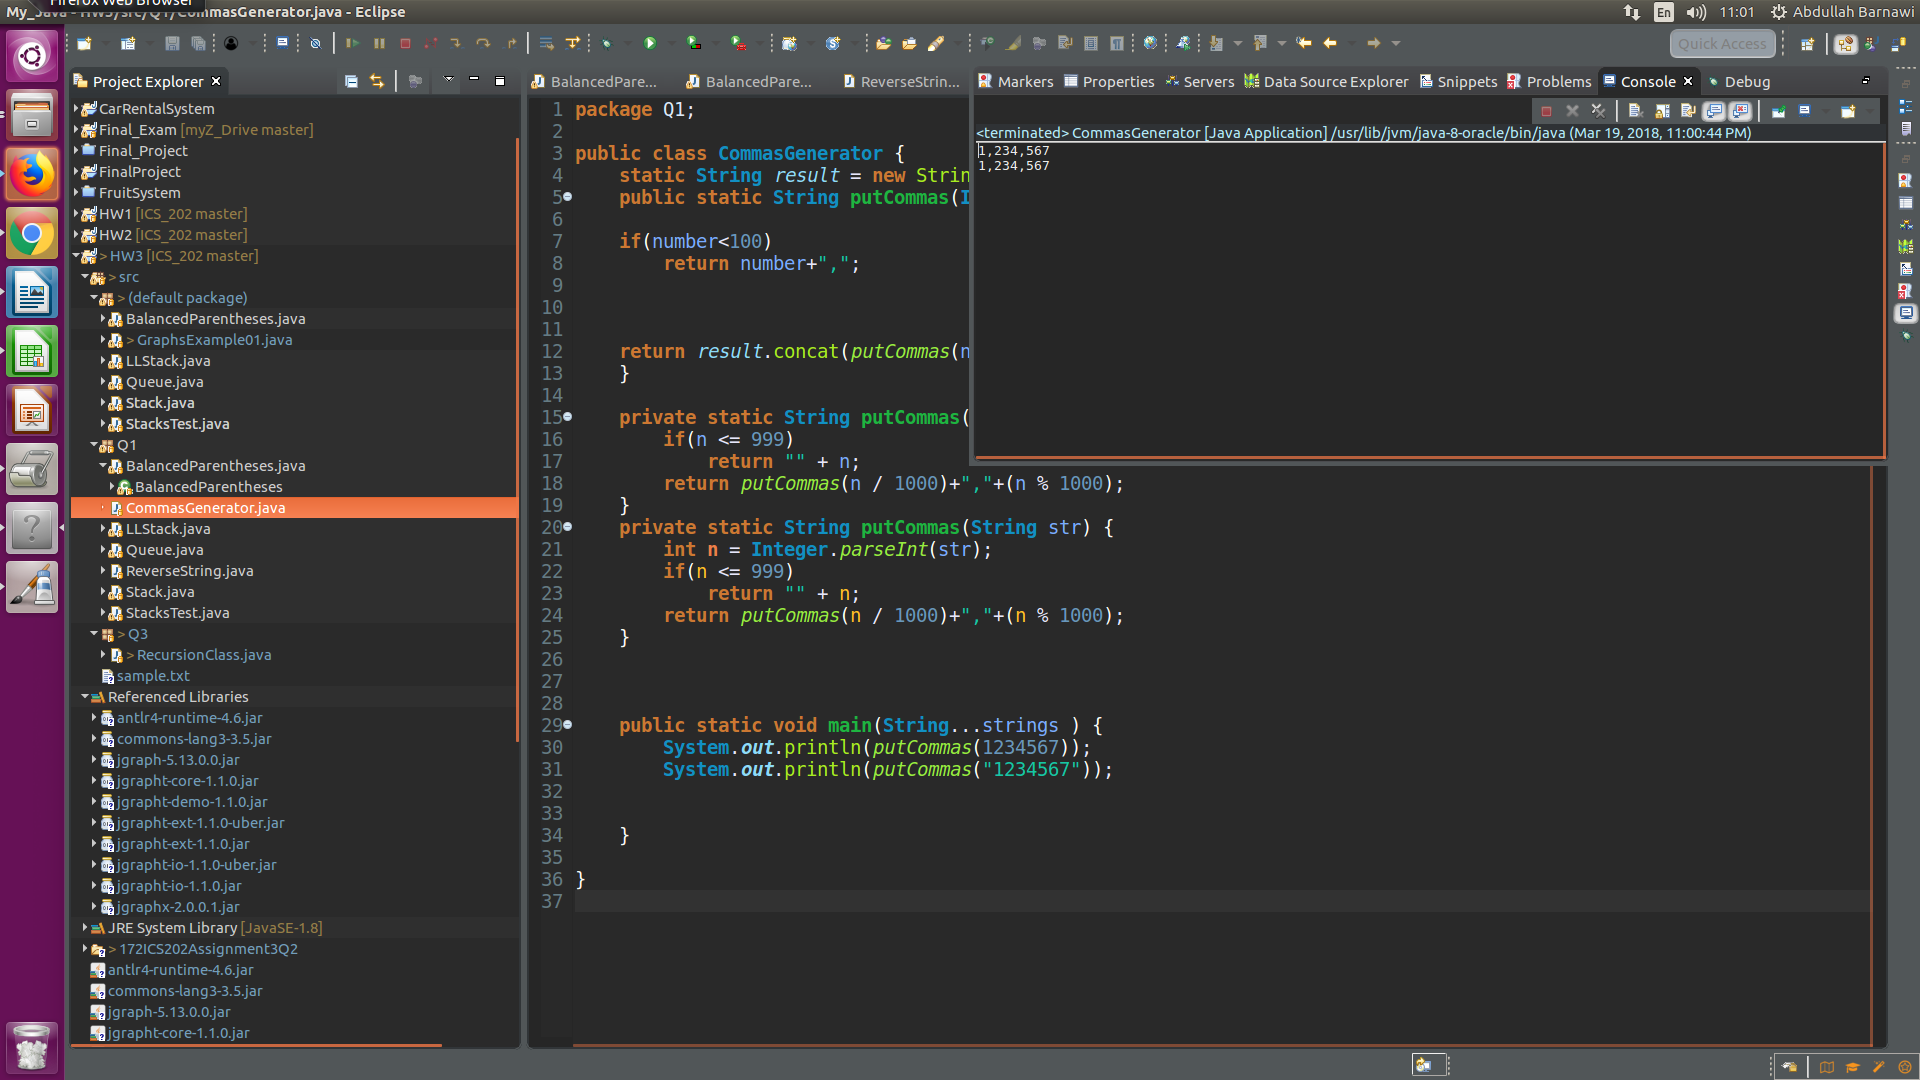 My_Java - HW3/src/Q1/CommasGenerator.java - Eclipse
Firefox Web Browser
En 11:01 Abdullah Barnawi
Quick Access
Project Explorer
CarRentalSystem
Final_Exam [myZ_Drive master]
Final_Project
FinalProject
FruitSystem
HW1 [ICS_202 master]
HW2 [ICS_202 master]
> HW3 [ICS_202 master]
> src
> (default package)
BalancedParentheses.java
> GraphsExample01.java
LLStack.java
Queue.java
Stack.java
StacksTest.java
Q1
BalancedParentheses.java
BalancedParentheses
CommasGenerator.java
LLStack.java
Queue.java
ReverseString.java
Stack.java
StacksTest.java
> Q3
> RecursionClass.java
sample.txt
Referenced Libraries
antlr4-runtime-4.6.jar
commons-lang3-3.5.jar
jgraph-5.13.0.0.jar
jgrapht-core-1.1.0.jar
jgrapht-demo-1.1.0.jar
jgrapht-ext-1.1.0-uber.jar
jgrapht-ext-1.1.0.jar
jgrapht-io-1.1.0-uber.jar
jgrapht-io-1.1.0.jar
jgraphx-2.0.0.1.jar
JRE System Library [JavaSE-1.8]
> 172ICS202Assignment3Q2
antlr4-runtime-4.6.jar
commons-lang3-3.5.jar
jgraph-5.13.0.0.jar
jgrapht-core-1.1.0.jar
BalancedPare... BalancedPare... ReverseStrin...
1 package Q1;
2
3 public class CommasGenerator {
4 static String result = new Strin
5 public static String putCommas(I
6
7 if(number<100)
8 return number+",";
9
10
11
12 return result.concat(putCommas(n
13 }
14
15 private static String putCommas(
16 if(n <= 999)
17 return "" + n;
18 return putCommas(n / 1000)+","+(n % 1000);
19 }
20 private static String putCommas(String str) {
21 int n = Integer.parseInt(str);
22 if(n <= 999)
23 return "" + n;
24 return putCommas(n / 1000)+","+(n % 1000);
25 }
26
27
28
29 public static void main(String...strings ) {
30 System.out.println(putCommas(1234567));
31 System.out.println(putCommas("1234567"));
32
33
34 }
35
36 }
37
Markers Properties Servers Data Source Explorer Snippets Problems Console Debug
<terminated> CommasGenerator [Java Application] /usr/lib/jvm/java-8-oracle/bin/java (Mar 19, 2018, 11:00:44 PM)
1,234,567
1,234,567